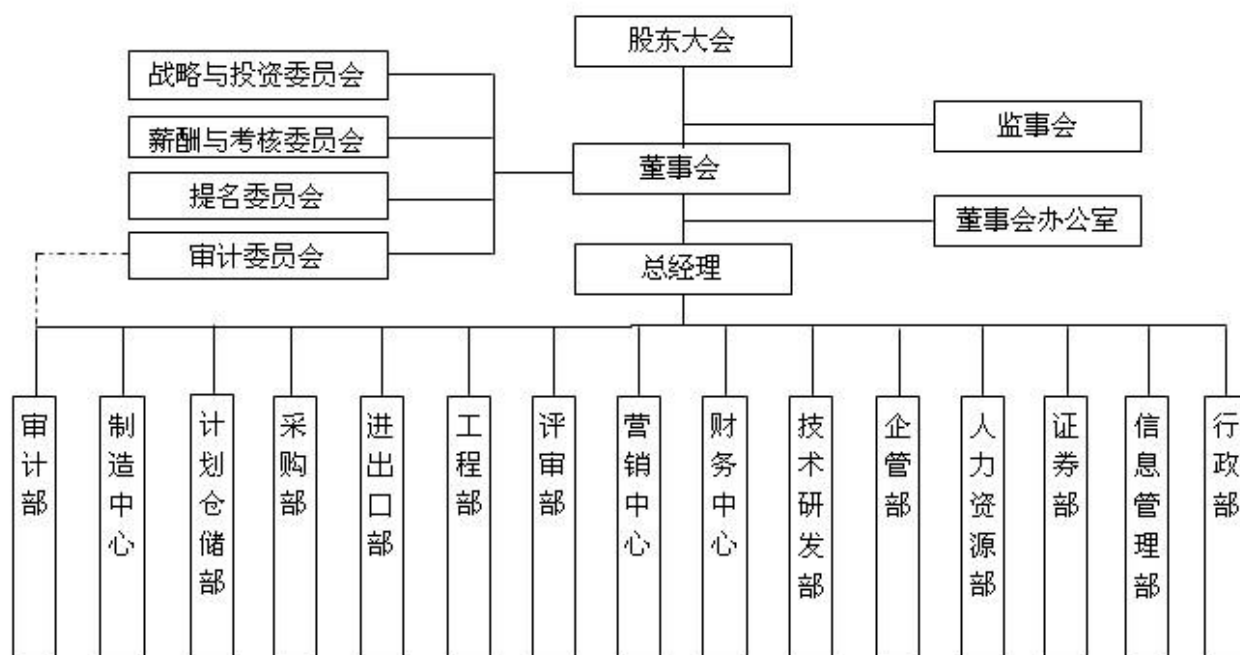 股东大会
战略与投资委员会
监事会
薪酬与考核委员会
董事会
提名委员会
董事会办公室
审计委员会
总经理
审计部
制造中心
计划仓储部
采购部
进出口部
工程部
评审部
营销中心
财务中心
技术研发部
企管部
人力资源部
证券部
信息管理部
行政部